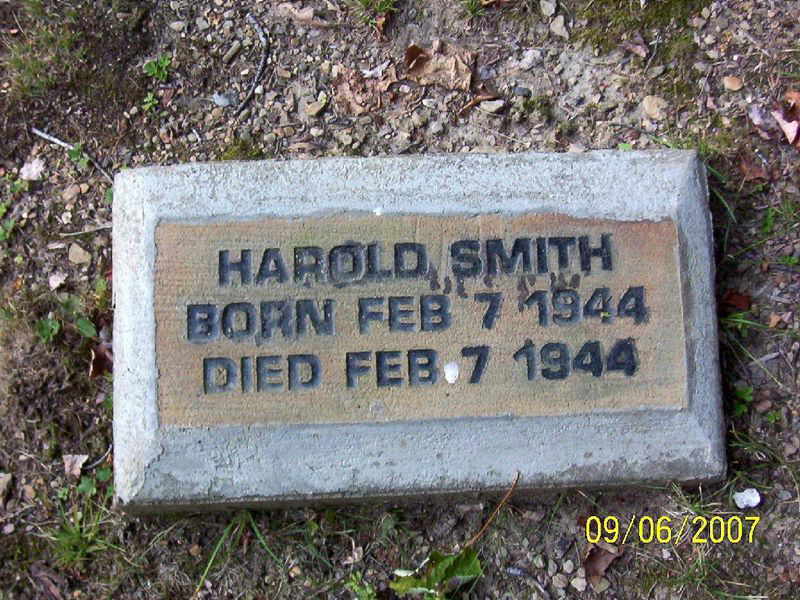 HAROLD SMITH
BORN FEB 7 1944
DIED FEB 7 1944
09/06/2007